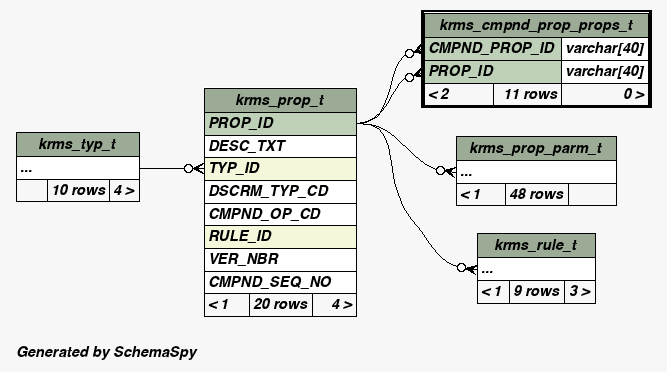 krms_cmpnd_prop_props_t
CMPND_PROP_ID varchar[40]
PROP_ID varchar[40]
< 2 11 rows 0 >
krms_prop_t
PROP_ID
DESC_TXT
TYP_ID
DSCRM_TYP_CD
CMPND_OP_CD
RULE_ID
VER_NBR
CMPND_SEQ_NO
< 1 20 rows 4 >
krms_typ_t
...
10 rows 4 >
krms_prop_parm_t
...
< 1 48 rows
krms_rule_t
...
< 1 9 rows 3 >
Generated by SchemaSpy